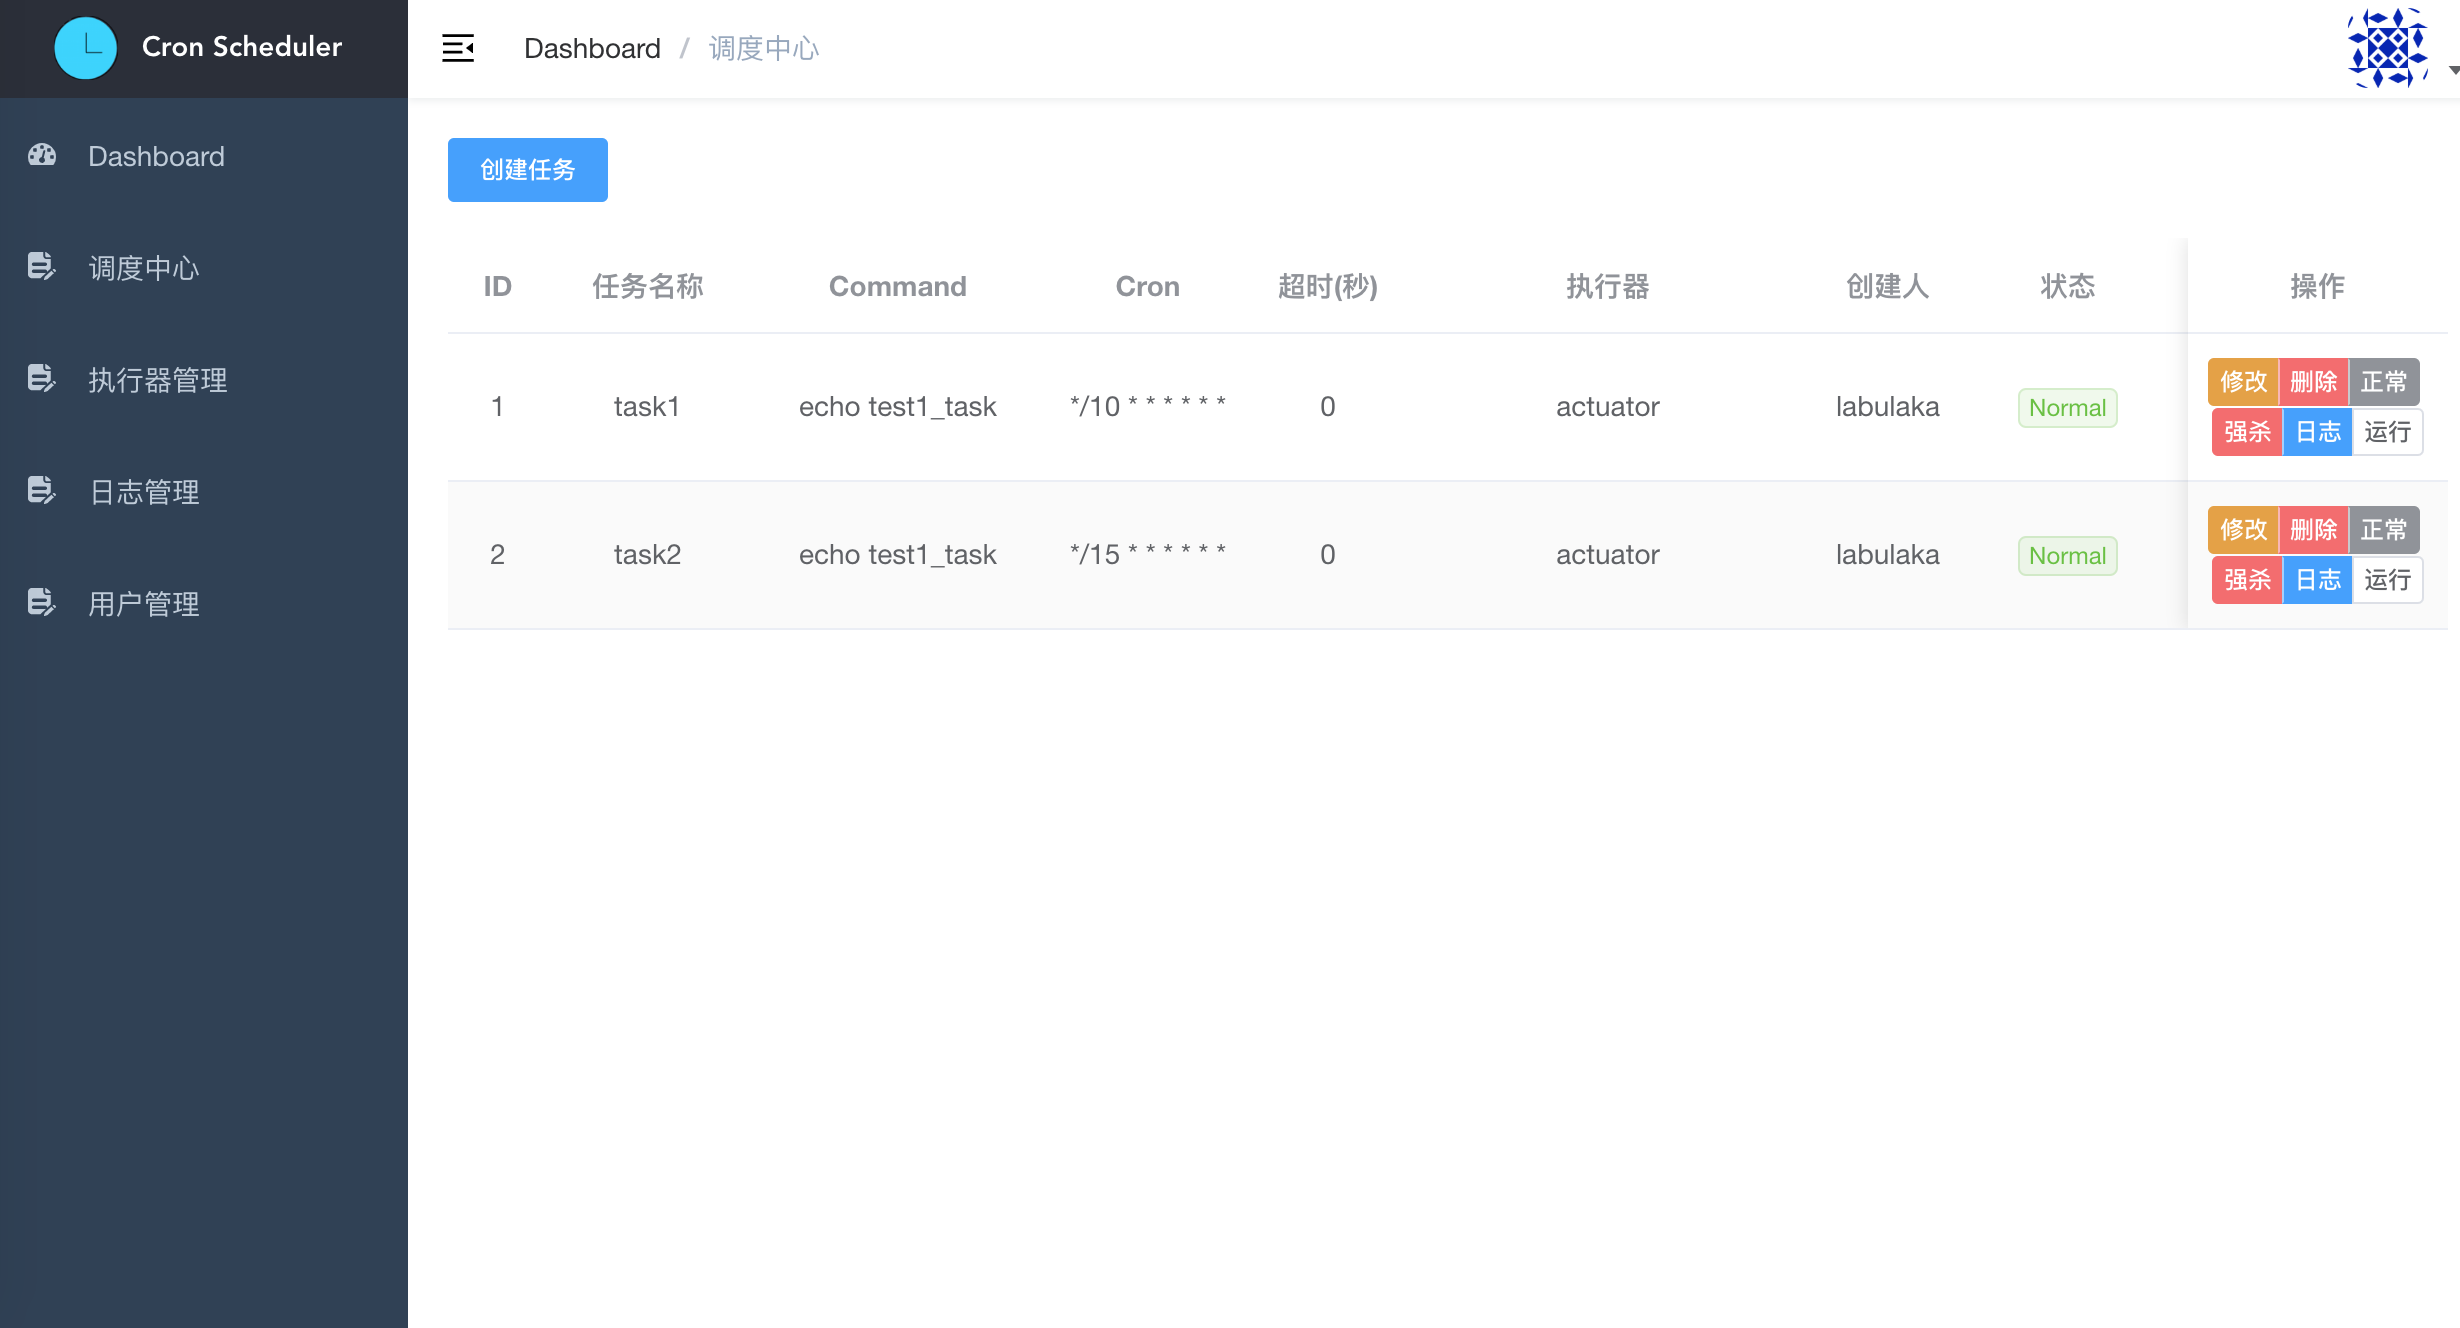 Cron Scheduler
Dashboard / 调度中心
Dashboard
调度中心
执行器管理
日志管理
用户管理
创建任务
ID 任务名称 Command Cron 超时(秒) 执行器 创建人 状态 操作
1 task1 echo test1_task */10 * * * * * * 0 actuator labulaka Normal 修改 删除 正常
强杀 日志 运行
2 task2 echo test1_task */15 * * * * * * 0 actuator labulaka Normal 修改 删除 正常
强杀 日志 运行